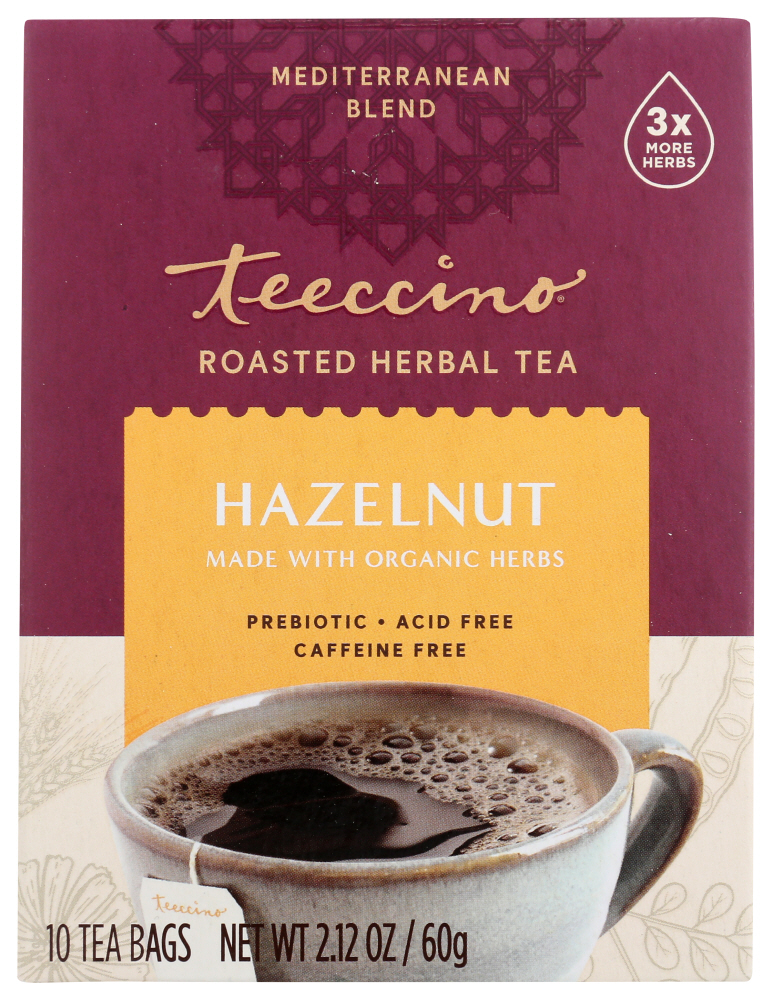 MEDITERRANEAN
BLEND
3x
MORE
HERBS
teeccino®
ROASTED HERBAL TEA
HAZELNUT
MADE WITH ORGANIC HERBS
PREBIOTIC • ACID FREE
CAFFEINE FREE
teeccino
10 TEA BAGS NET WT 2.12 OZ / 60g